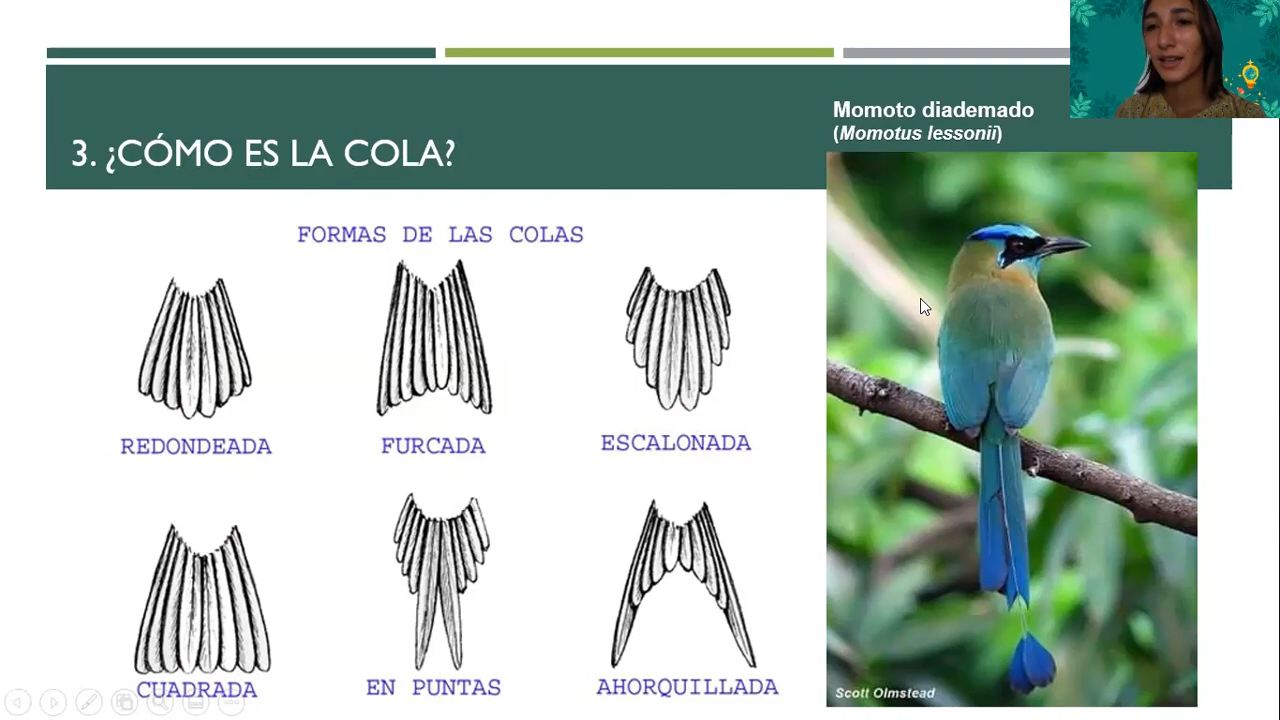 Momoto diademado
(Momotus lessonii)
3. ¿CÓMO ES LA COLA?
FORMAS DE LAS COLAS
REDONDEADA
FURCADA
ESCALONADA
CUADRADA
EN PUNTAS
AHORQUILLADA
Scott Olmstead